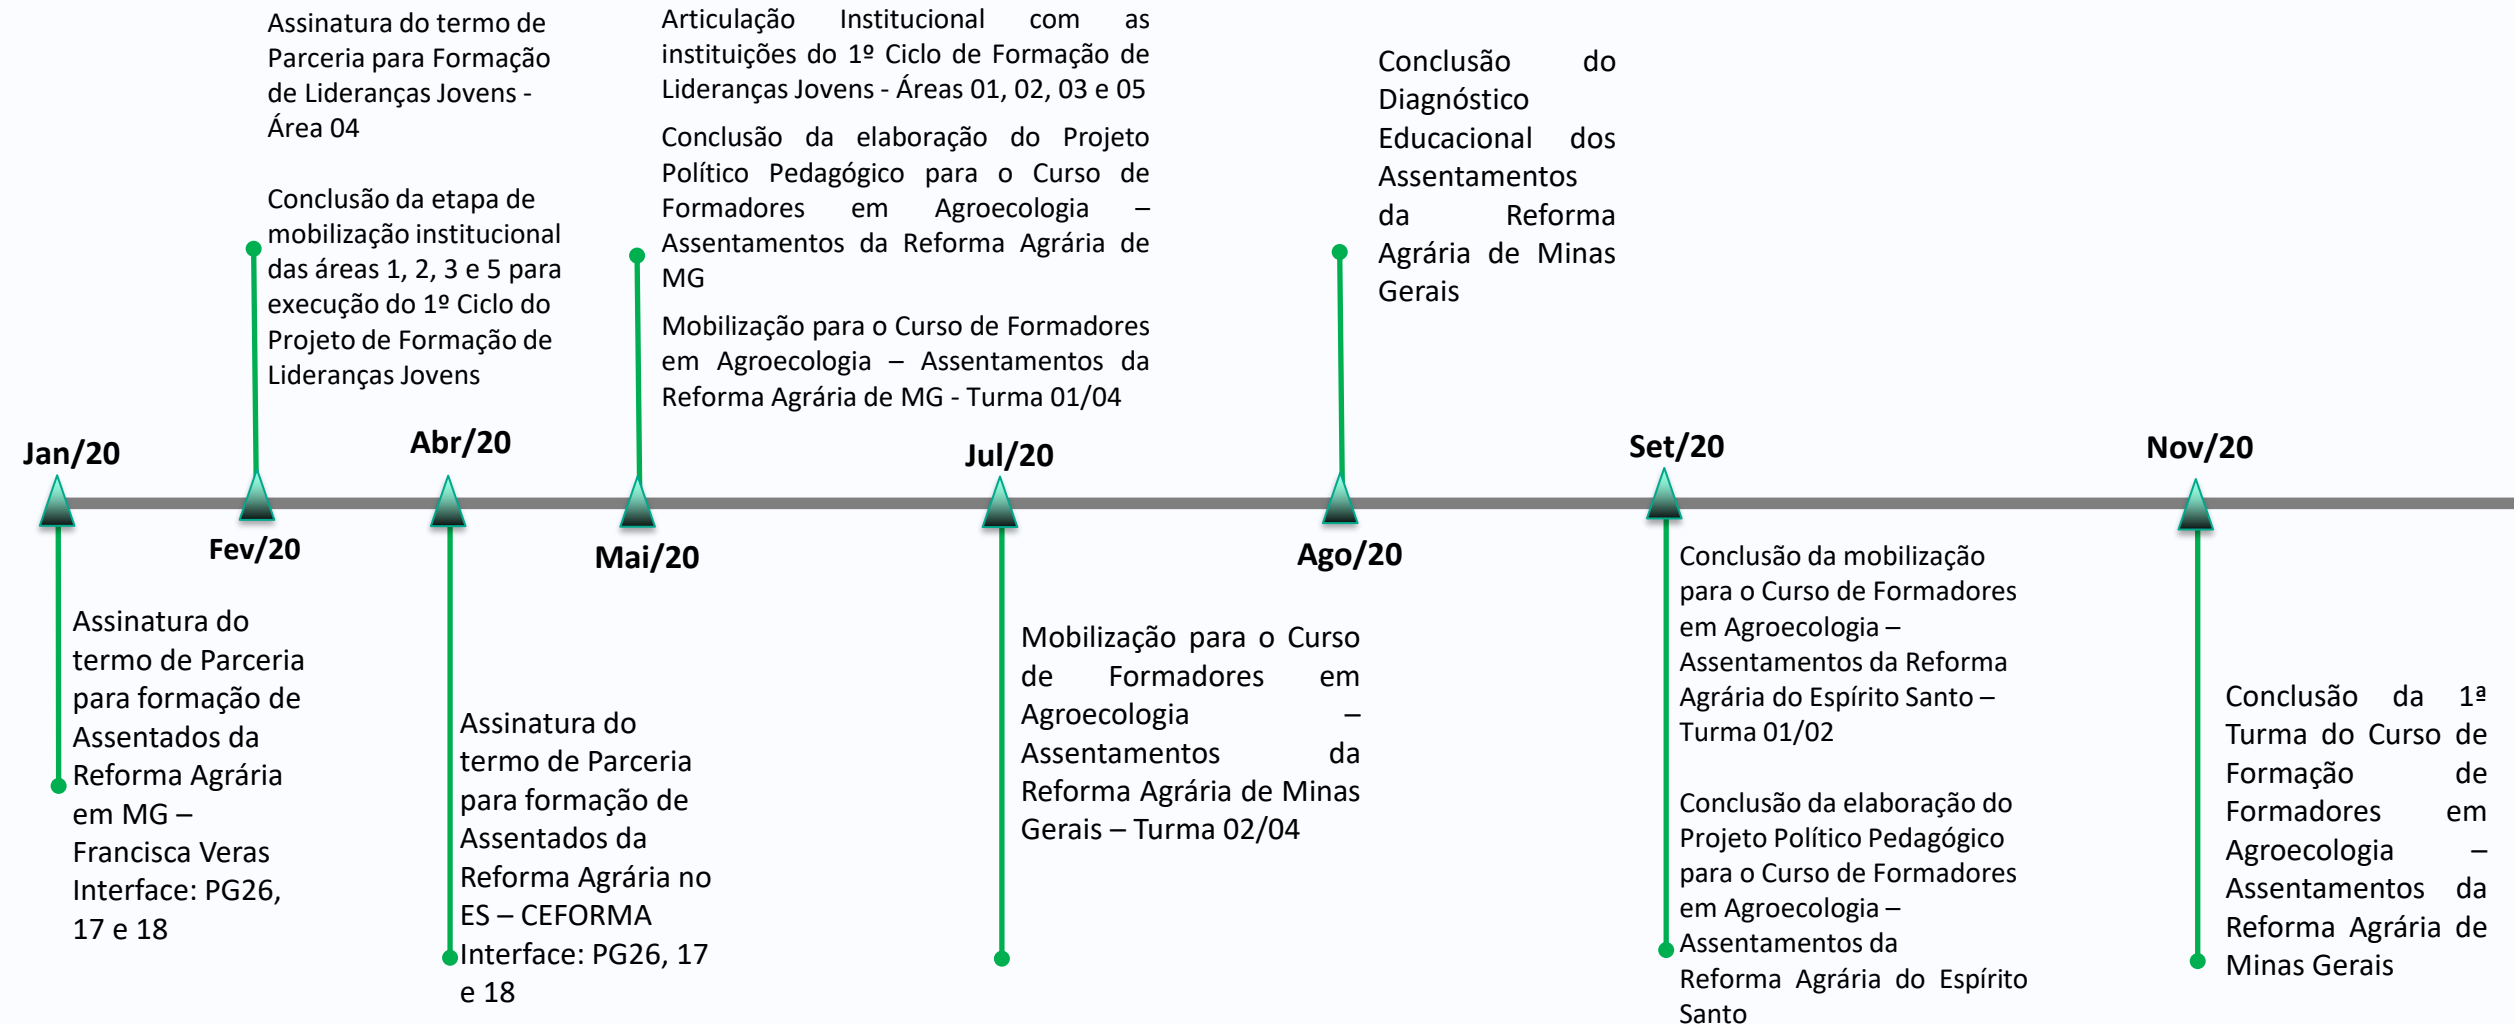 Assinatura do termo de
Parceria para Formação
de Lideranças Jovens -
Área 04
Conclusão da etapa de
mobilização institucional
das áreas 1, 2, 3 e 5 para
execução do 1º Ciclo do
Projeto de Formação de
Lideranças Jovens
Articulação Institucional com as
instituições do 1º Ciclo de Formação de
Lideranças Jovens - Áreas 01, 02, 03 e 05
Conclusão da elaboração do Projeto
Político Pedagógico para o Curso de
Formadores em Agroecologia –
Assentamentos da Reforma Agrária de
MG
Mobilização para o Curso de Formadores
em Agroecologia – Assentamentos da
Reforma Agrária de MG - Turma 01/04
Conclusão do
Diagnóstico
Educacional dos
Assentamentos
da Reforma
Agrária de Minas
Gerais
Jan/20
Fev/20
Abr/20
Mai/20
Jul/20
Ago/20
Set/20
Nov/20
Assinatura do
termo de Parceria
para formação de
Assentados da
Reforma Agrária
em MG –
Francisca Veras
Interface: PG26,
17 e 18
Assinatura do
termo de Parceria
para formação de
Assentados da
Reforma Agrária no
ES – CEFORMA
Interface: PG26, 17
e 18
Mobilização para o Curso
de Formadores em
Agroecologia –
Assentamentos da
Reforma Agrária de Minas
Gerais – Turma 02/04
Conclusão da mobilização
para o Curso de Formadores
em Agroecologia –
Assentamentos da Reforma
Agrária do Espírito Santo –
Turma 01/02
Conclusão da elaboração do
Projeto Político Pedagógico
para o Curso de Formadores
em Agroecologia –
Assentamentos da
Reforma Agrária do Espírito
Santo
Conclusão da 1ª
Turma do Curso de
Formação de
Formadores em
Agroecologia –
Assentamentos da
Reforma Agrária de
Minas Gerais